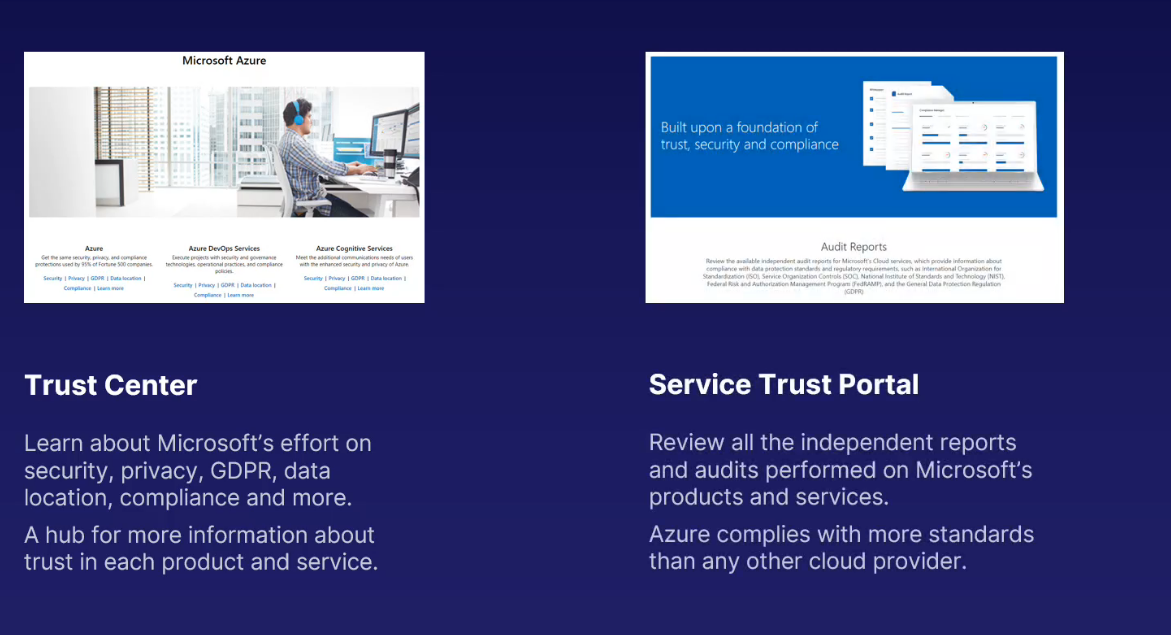 Microsoft Azure
Azure
Get the same security, privacy, and compliance
protections used by 95% of Fortune 500 companies.
Security | Privacy | GDPR | Data location |
Compliance | Learn more
Azure DevOps Services
Execute projects with security and governance
technologies, operational practices, and compliance
policies.
Security | Privacy | GDPR | Data location |
Compliance | Learn more
Azure Cognitive Services
Meet the additional communications needs of users
with the enhanced security and privacy of Azure.
Security | Privacy | GDPR | Data location |
Compliance | Learn more
Built upon a foundation of
trust, security and compliance
Audit Reports
Review the available independent audit reports for Microsoft's Cloud services, which provide information about
compliance with data protection standards and regulatory requirements, such as International Organization for
Standardization (ISO), Service Organization Controls (SOC), National Institute of Standards and Technology (NIST),
Federal Risk and Authorization Management Program (FedRAMP), and the General Data Protection Regulation
(GDPR)
Trust Center
Learn about Microsoft’s effort on
security, privacy, GDPR, data
location, compliance and more.
A hub for more information about
trust in each product and service.
Service Trust Portal
Review all the independent reports
and audits performed on Microsoft’s
products and services.
Azure complies with more standards
than any other cloud provider.